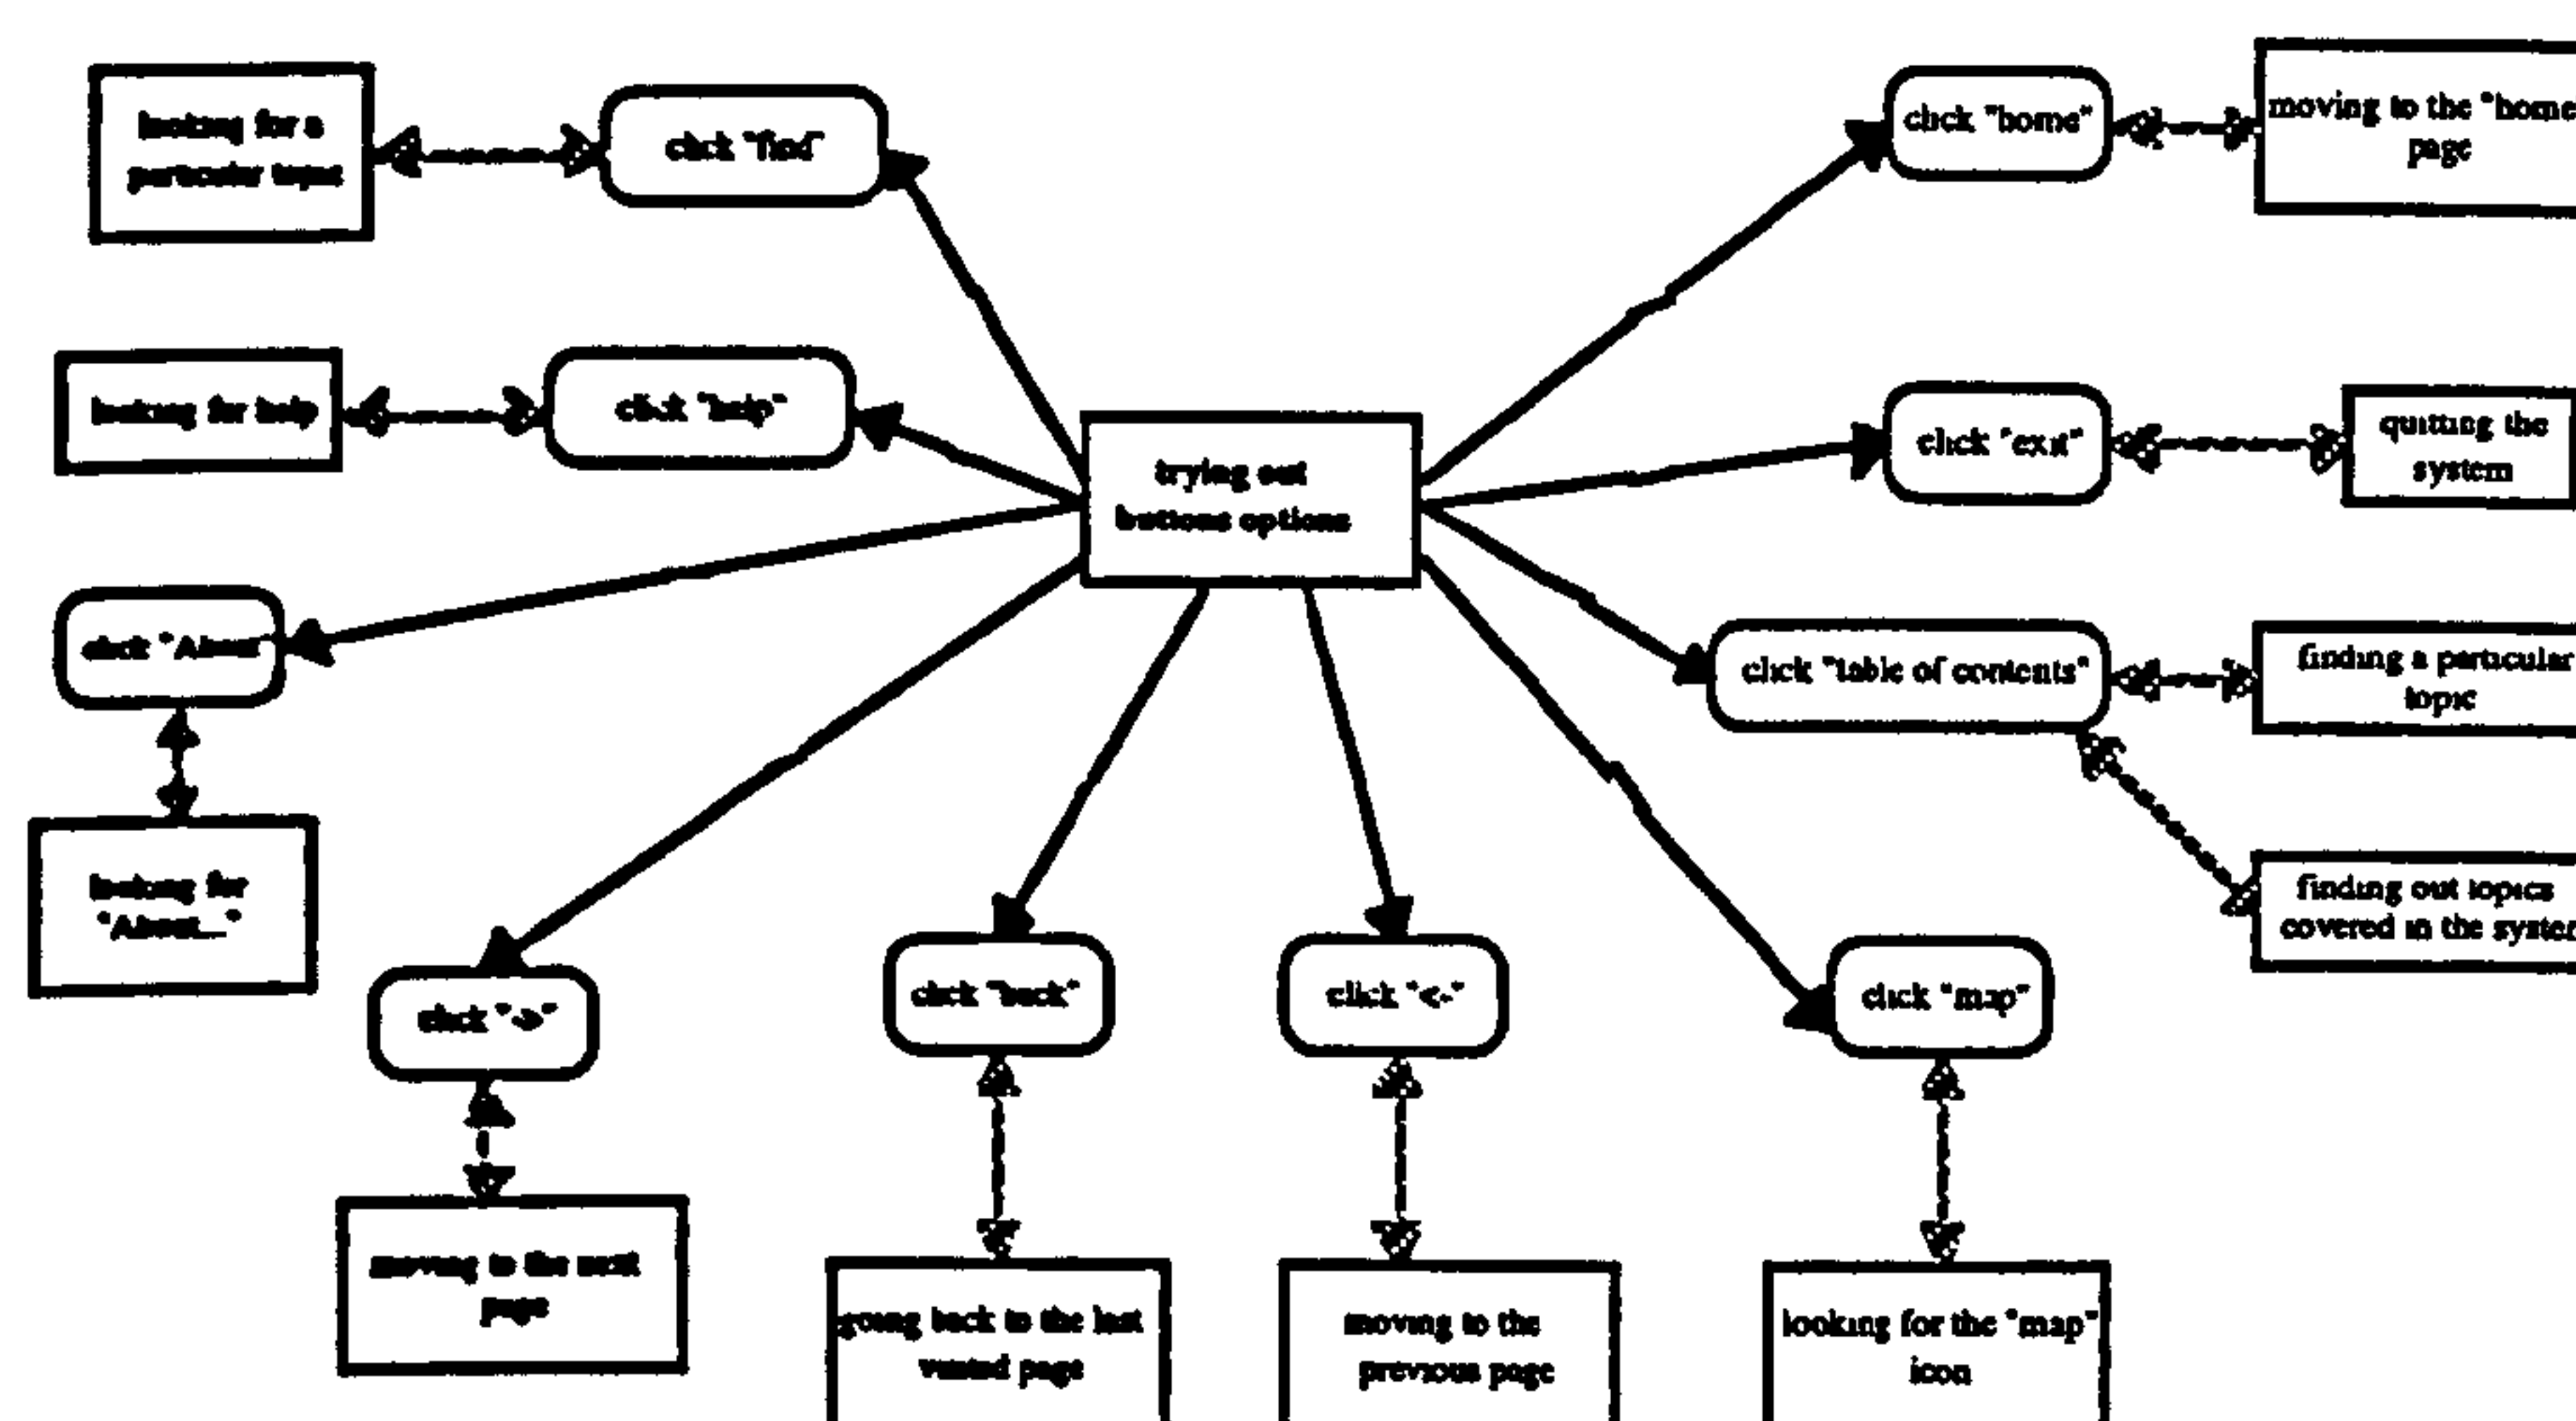 looking for a
particular topic
click "find"
click "home"
moving to the "home
page
looking for help
click "help"
trying out
buttons options
click "exit"
quitting the
system
click "About
click "table of contents"
finding a particular
topic
looking for
"About..."
finding out topics
covered in the system
click "->"
click "back"
click "<-"
click "map"
moving to the next
page
going back to the last
visited page
moving to the
previous page
looking for the "map"
icon